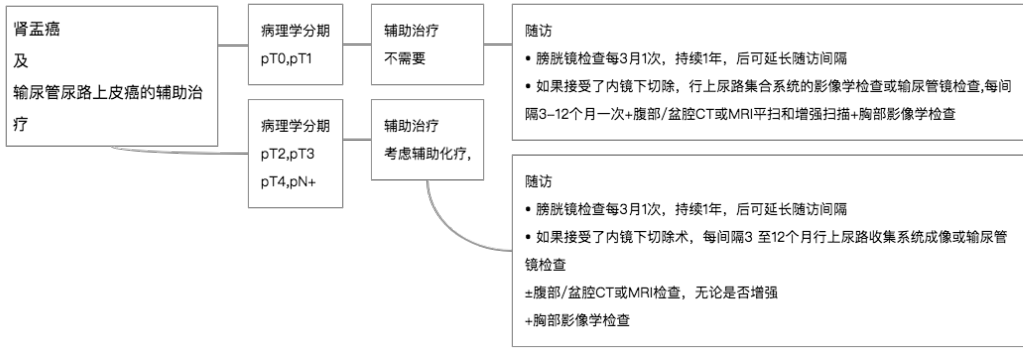 肾盂癌
及
输尿管尿路上皮癌的辅助治
疗
病理学分期
pT0,pT1
辅助治疗
不需要
随访
• 膀胱镜检查每3月1次，持续1年，后可延长随访间隔
• 如果接受了内镜下切除，行上尿路集合系统的影像学检查或输尿管镜检查,每间
隔3-12个月一次+腹部/盆腔CT或MRI平扫和增强扫描+胸部影像学检查
病理学分期
pT2,pT3
pT4,pN+
辅助治疗
考虑辅助化疗,
随访
• 膀胱镜检查每3月1次，持续1年，后可延长随访间隔
• 如果接受了内镜下切除术，每间隔3 至12个月行上尿路收集系统成像或输尿管
镜检查
±腹部/盆腔CT或MRI检查，无论是否增强
+胸部影像学检查